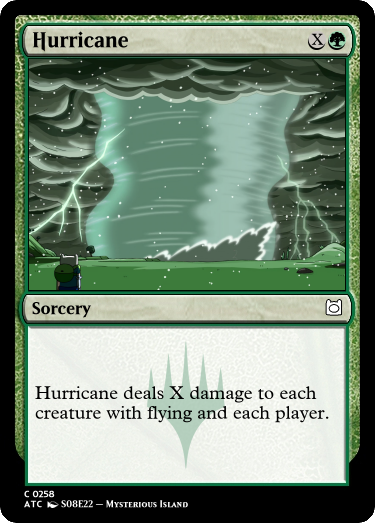 Hurricane X
Sorcery
Hurricane deals X damage to each
creature with flying and each player.
C 0258
ATC S08E22 — Mysterious Island